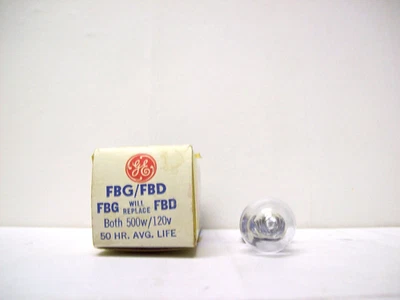 GE
FBG/FBD
FBG WILL REPLACE FBD
Both 500w/120v
50 HR. AVG. LIFE